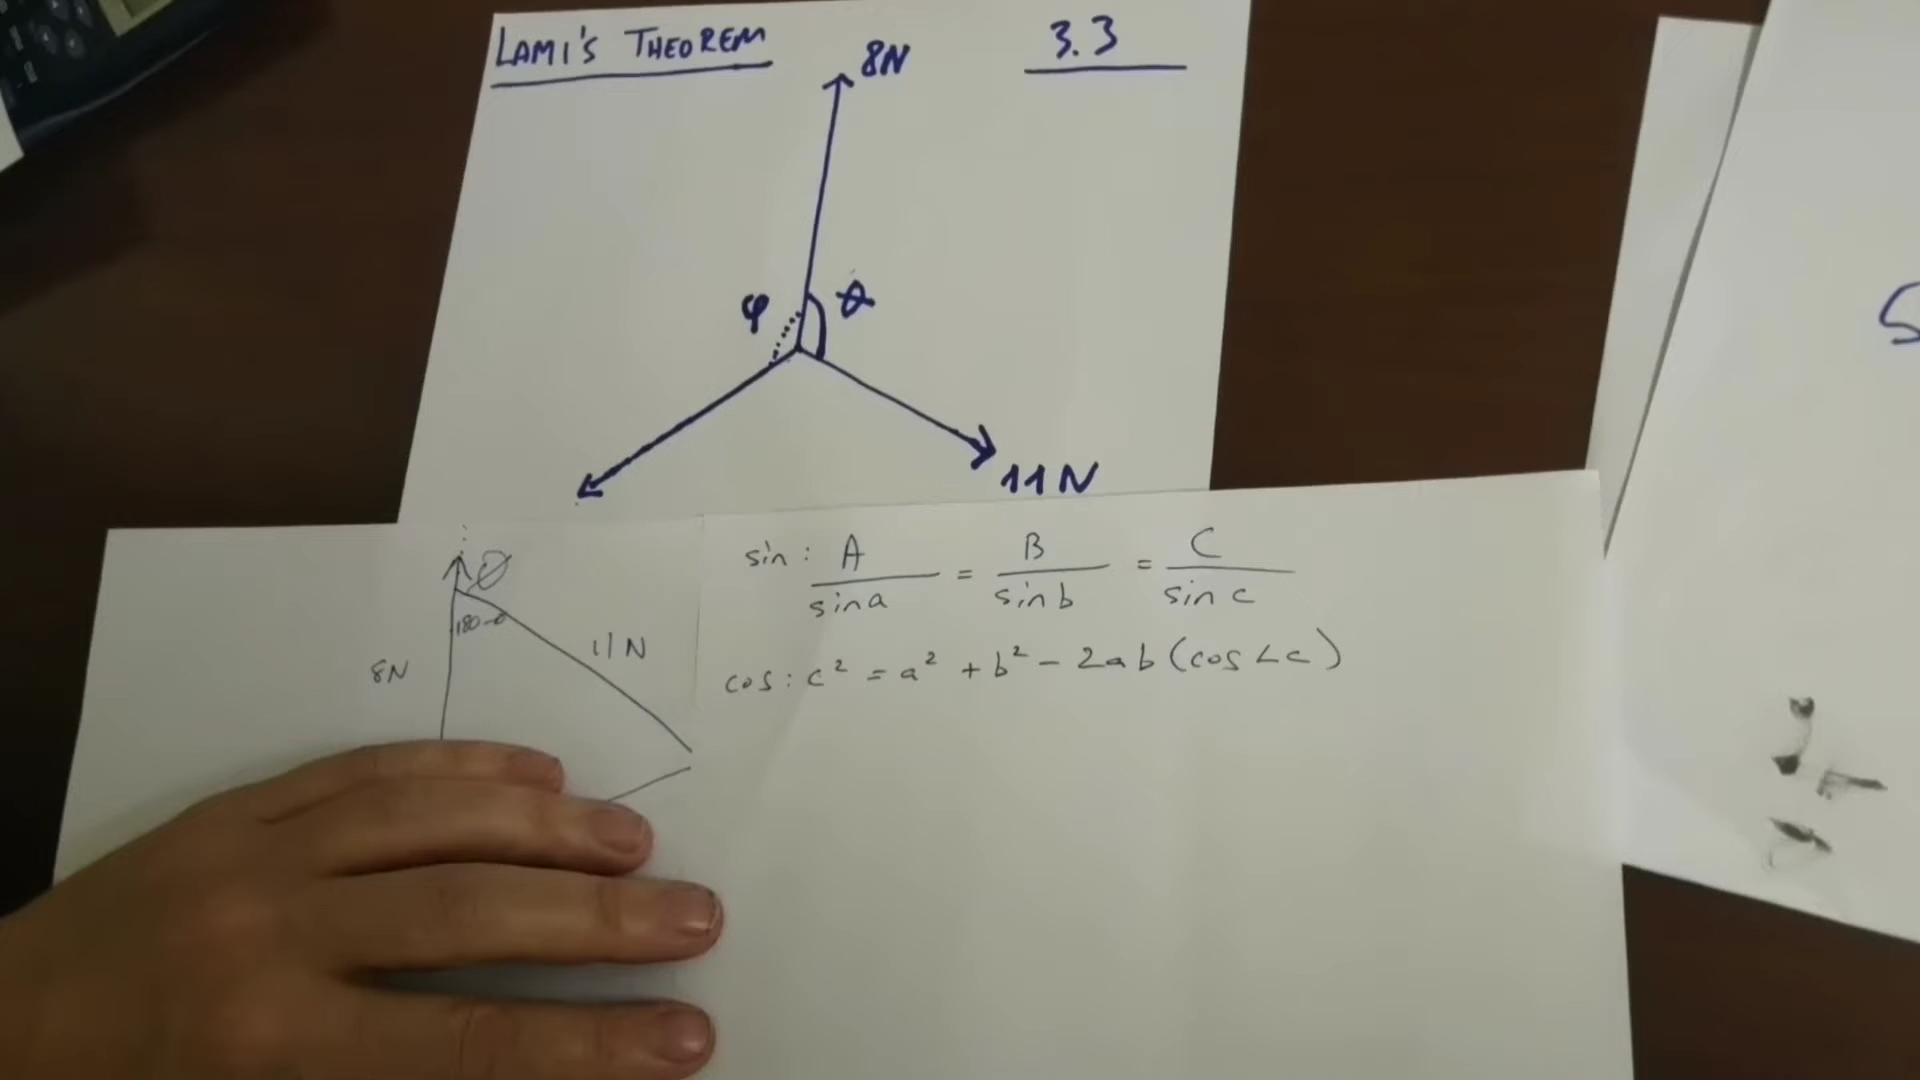 LAMI'S THEOREM
3.3
8N
φ
θ
11N
θ
180-θ
8N
11N
sin: A/sin a = B/sin b = C/sin c
cos: c² = a² + b² - 2ab (cos∠c)
5